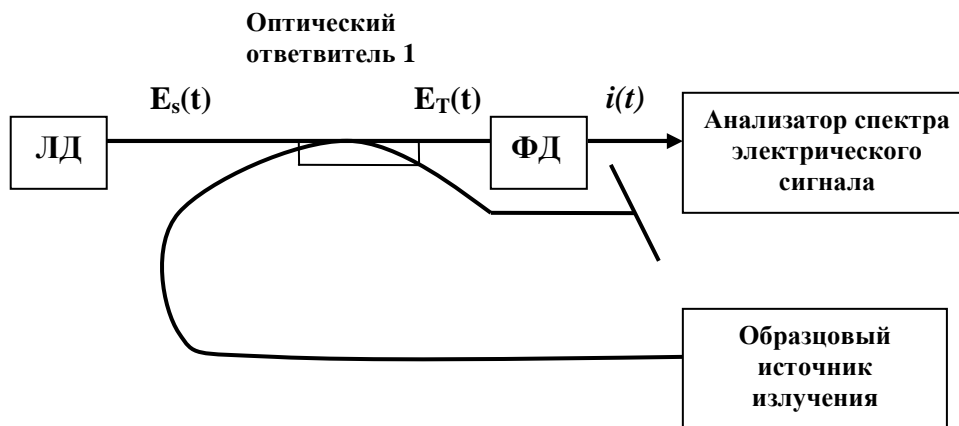 Оптический
ответвитель 1
Es(t)
ET(t)
i(t)
ЛД
ФД
Анализатор спектра
электрического
сигнала
Образцовый
источник
излучения